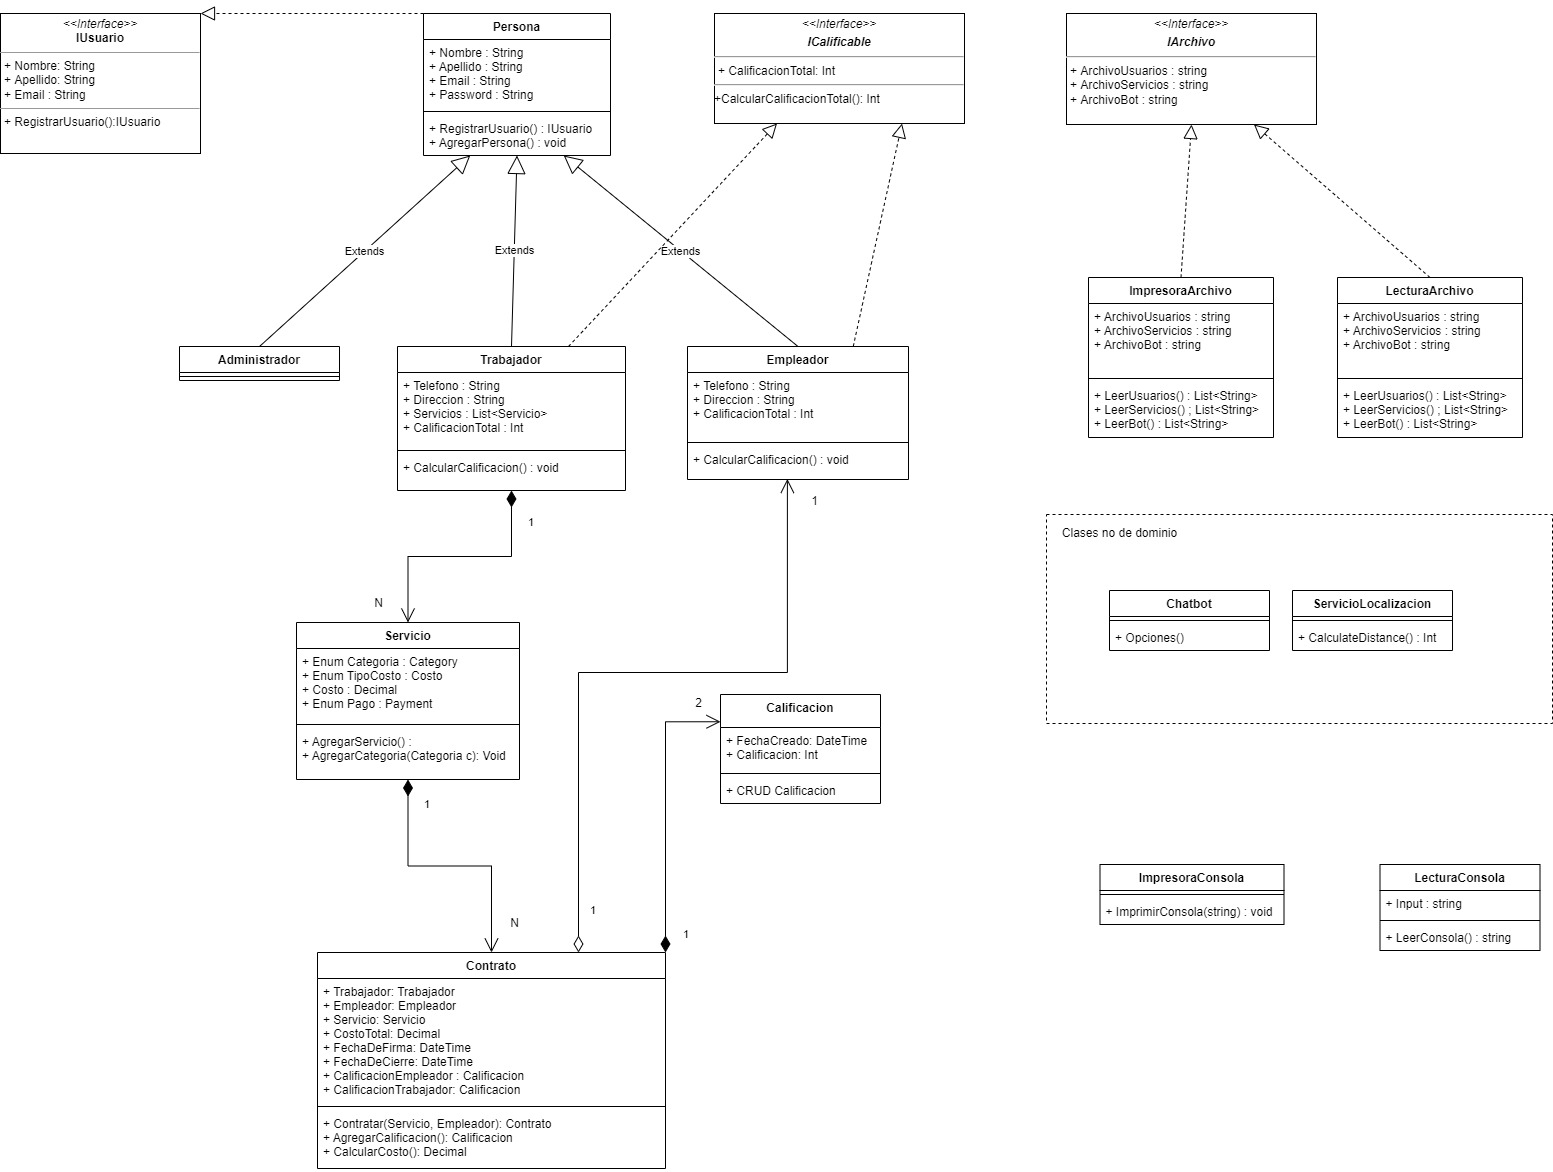 <<Interface>>
IUsuario
+ Nombre: String
+ Apellido: String
+ Email : String
+ RegistrarUsuario():IUsuario
Persona
+ Nombre : String
+ Apellido : String
+ Email : String
+ Password : String
+ RegistrarUsuario() : IUsuario
+ AgregarPersona() : void
<<Interface>>
ICalificable
+ CalificacionTotal: Int
+CalcularCalificacionTotal(): Int
<<Interface>>
IArchivo
+ ArchivoUsuarios : string
+ ArchivoServicios : string
+ ArchivoBot : string
Extends
Extends
Extends
Administrador
Trabajador
+ Telefono : String
+ Direccion : String
+ Servicios : List<Servicio>
+ CalificacionTotal : Int
+ CalcularCalificacion() : void
Empleador
+ Telefono : String
+ Direccion : String
+ CalificacionTotal : Int
+ CalcularCalificacion() : void
ImpresoraArchivo
+ ArchivoUsuarios : string
+ ArchivoServicios : string
+ ArchivoBot : string
+ LeerUsuarios() : List<String>
+ LeerServicios() ; List<String>
+ LeerBot() : List<String>
LecturaArchivo
+ ArchivoUsuarios : string
+ ArchivoServicios : string
+ ArchivoBot : string
+ LeerUsuarios() : List<String>
+ LeerServicios() ; List<String>
+ LeerBot() : List<String>
1
1
N
Clases no de dominio
Chatbot
+ Opciones()
ServicioLocalizacion
+ CalculateDistance() : Int
Servicio
+ Enum Categoria : Category
+ Enum TipoCosto : Costo
+ Costo : Decimal
+ Enum Pago : Payment
+ AgregarServicio() :
+ AgregarCategoria(Categoria c): Void
2
Calificacion
+ FechaCreado: DateTime
+ Calificacion: Int
+ CRUD Calificacion
1
N
1
1
ImpresoraConsola
+ ImprimirConsola(string) : void
LecturaConsola
+ Input : string
+ LeerConsola() : string
Contrato
+ Trabajador: Trabajador
+ Empleador: Empleador
+ Servicio: Servicio
+ CostoTotal: Decimal
+ FechaDeFirma: DateTime
+ FechaDeCierre: DateTime
+ CalificacionEmpleador : Calificacion
+ CalificacionTrabajador: Calificacion
+ Contratar(Servicio, Empleador): Contrato
+ AgregarCalificacion(): Calificacion
+ CalcularCosto(): Decimal